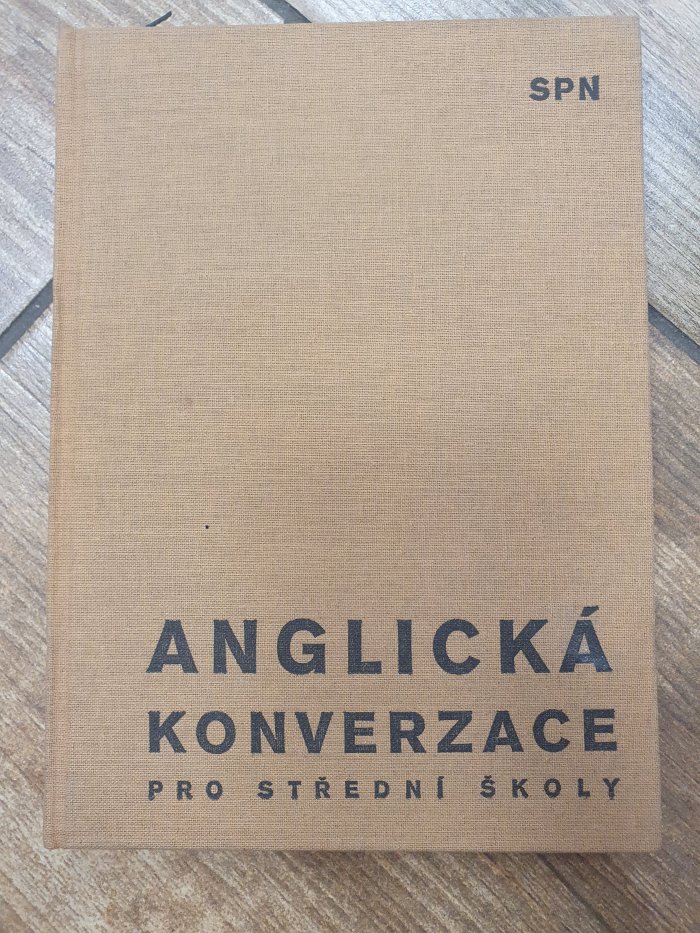 SPN
ANGLICKÁ
KONVERZACE
PRO STŘEDNÍ ŠKOLY